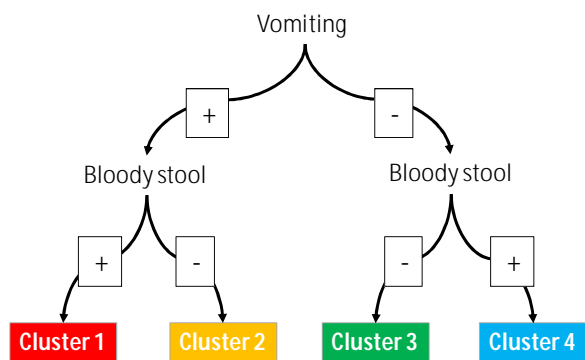 Vomiting
+ -
Bloody stool Bloody stool
+ - - +
Cluster 1 Cluster 2 Cluster 3 Cluster 4